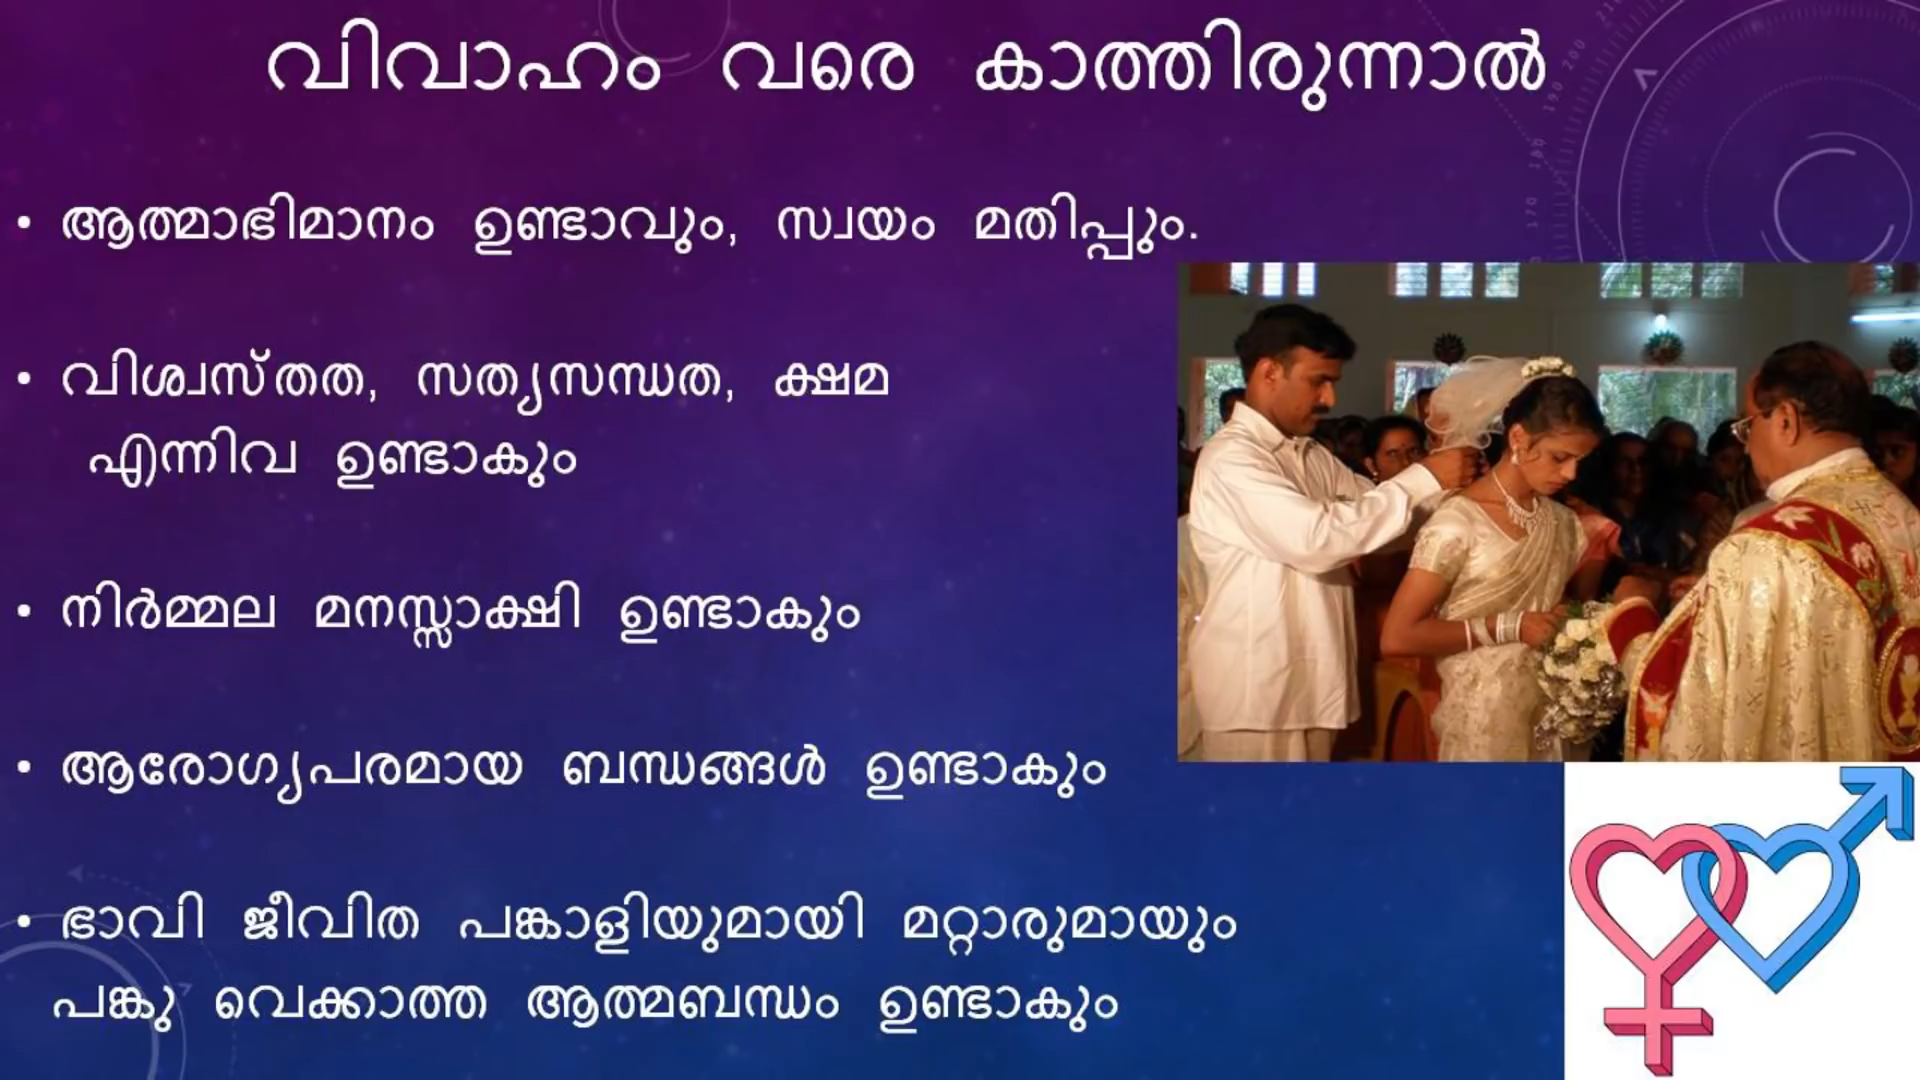 വിവാഹം വരെ കാത്തിരുന്നാൽ
• ആത്മാഭിമാനം ഉണ്ടാവും, സ്വയം മതിപ്പും.
• വിശ്വസ്തത, സത്യസന്ധത, ക്ഷമ
എന്നിവ ഉണ്ടാകും
• നിർമ്മല മനസ്സാക്ഷി ഉണ്ടാകും
• ആരോഗ്യപരമായ ബന്ധങ്ങൾ ഉണ്ടാകും
• ഭാവി ജീവിത പങ്കാളിയുമായി മറ്റാരുമായും
പങ്കു വെക്കാത്ത ആത്മബന്ധം ഉണ്ടാകും